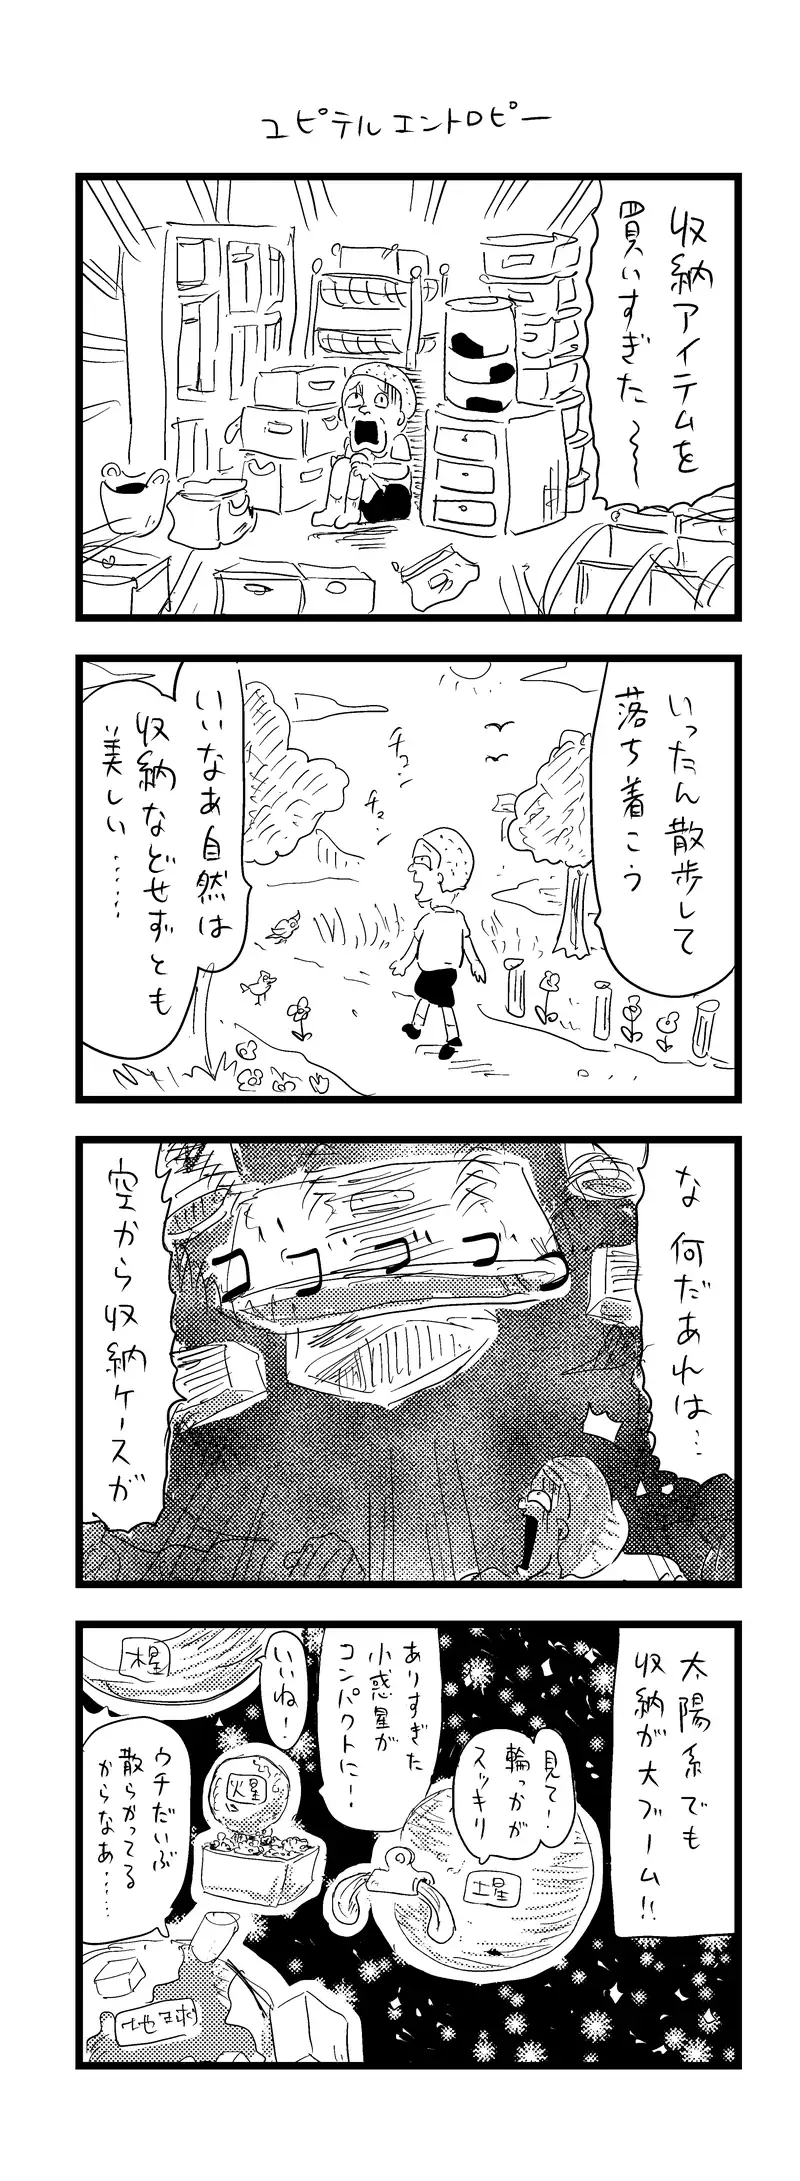 ユピテルエントロピー
収納アイテムを
買いすぎた〜〜
いったん散歩して
落ち着こう
チュン
チュン
いいなあ自然は
収納などせずとも
美しい……
な 何だあれは…
ゴゴゴゴゴ
空から収納ケースが
太陽系でも
収納が大ブーム!!
見て!
輪っかが
スッキリ
土星
ありすぎた
小惑星が
コンパクトに!
いいね!
火星
木星
ウチだいぶ
散らかってる
からなあ……
地球